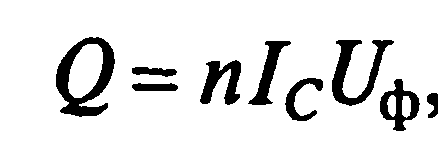 Q = nI_C U_ф,